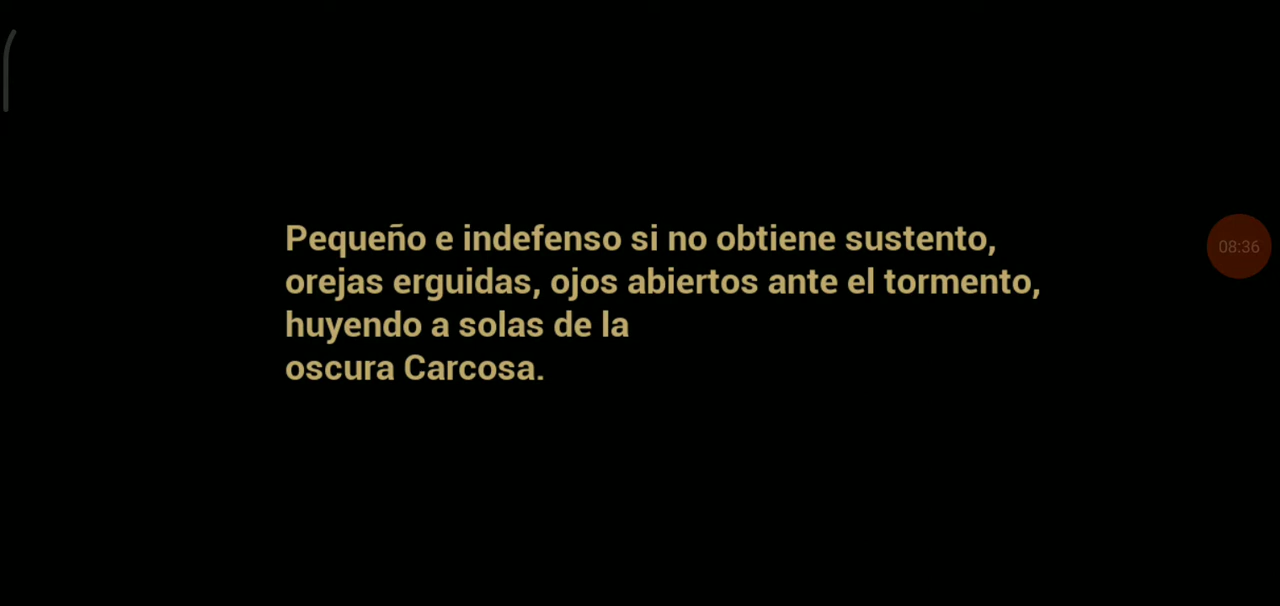 Pequeño e indefenso si no obtiene sustento,
orejas erguidas, ojos abiertos ante el tormento,
huyendo a solas de la
oscura Carcosa.
08:36